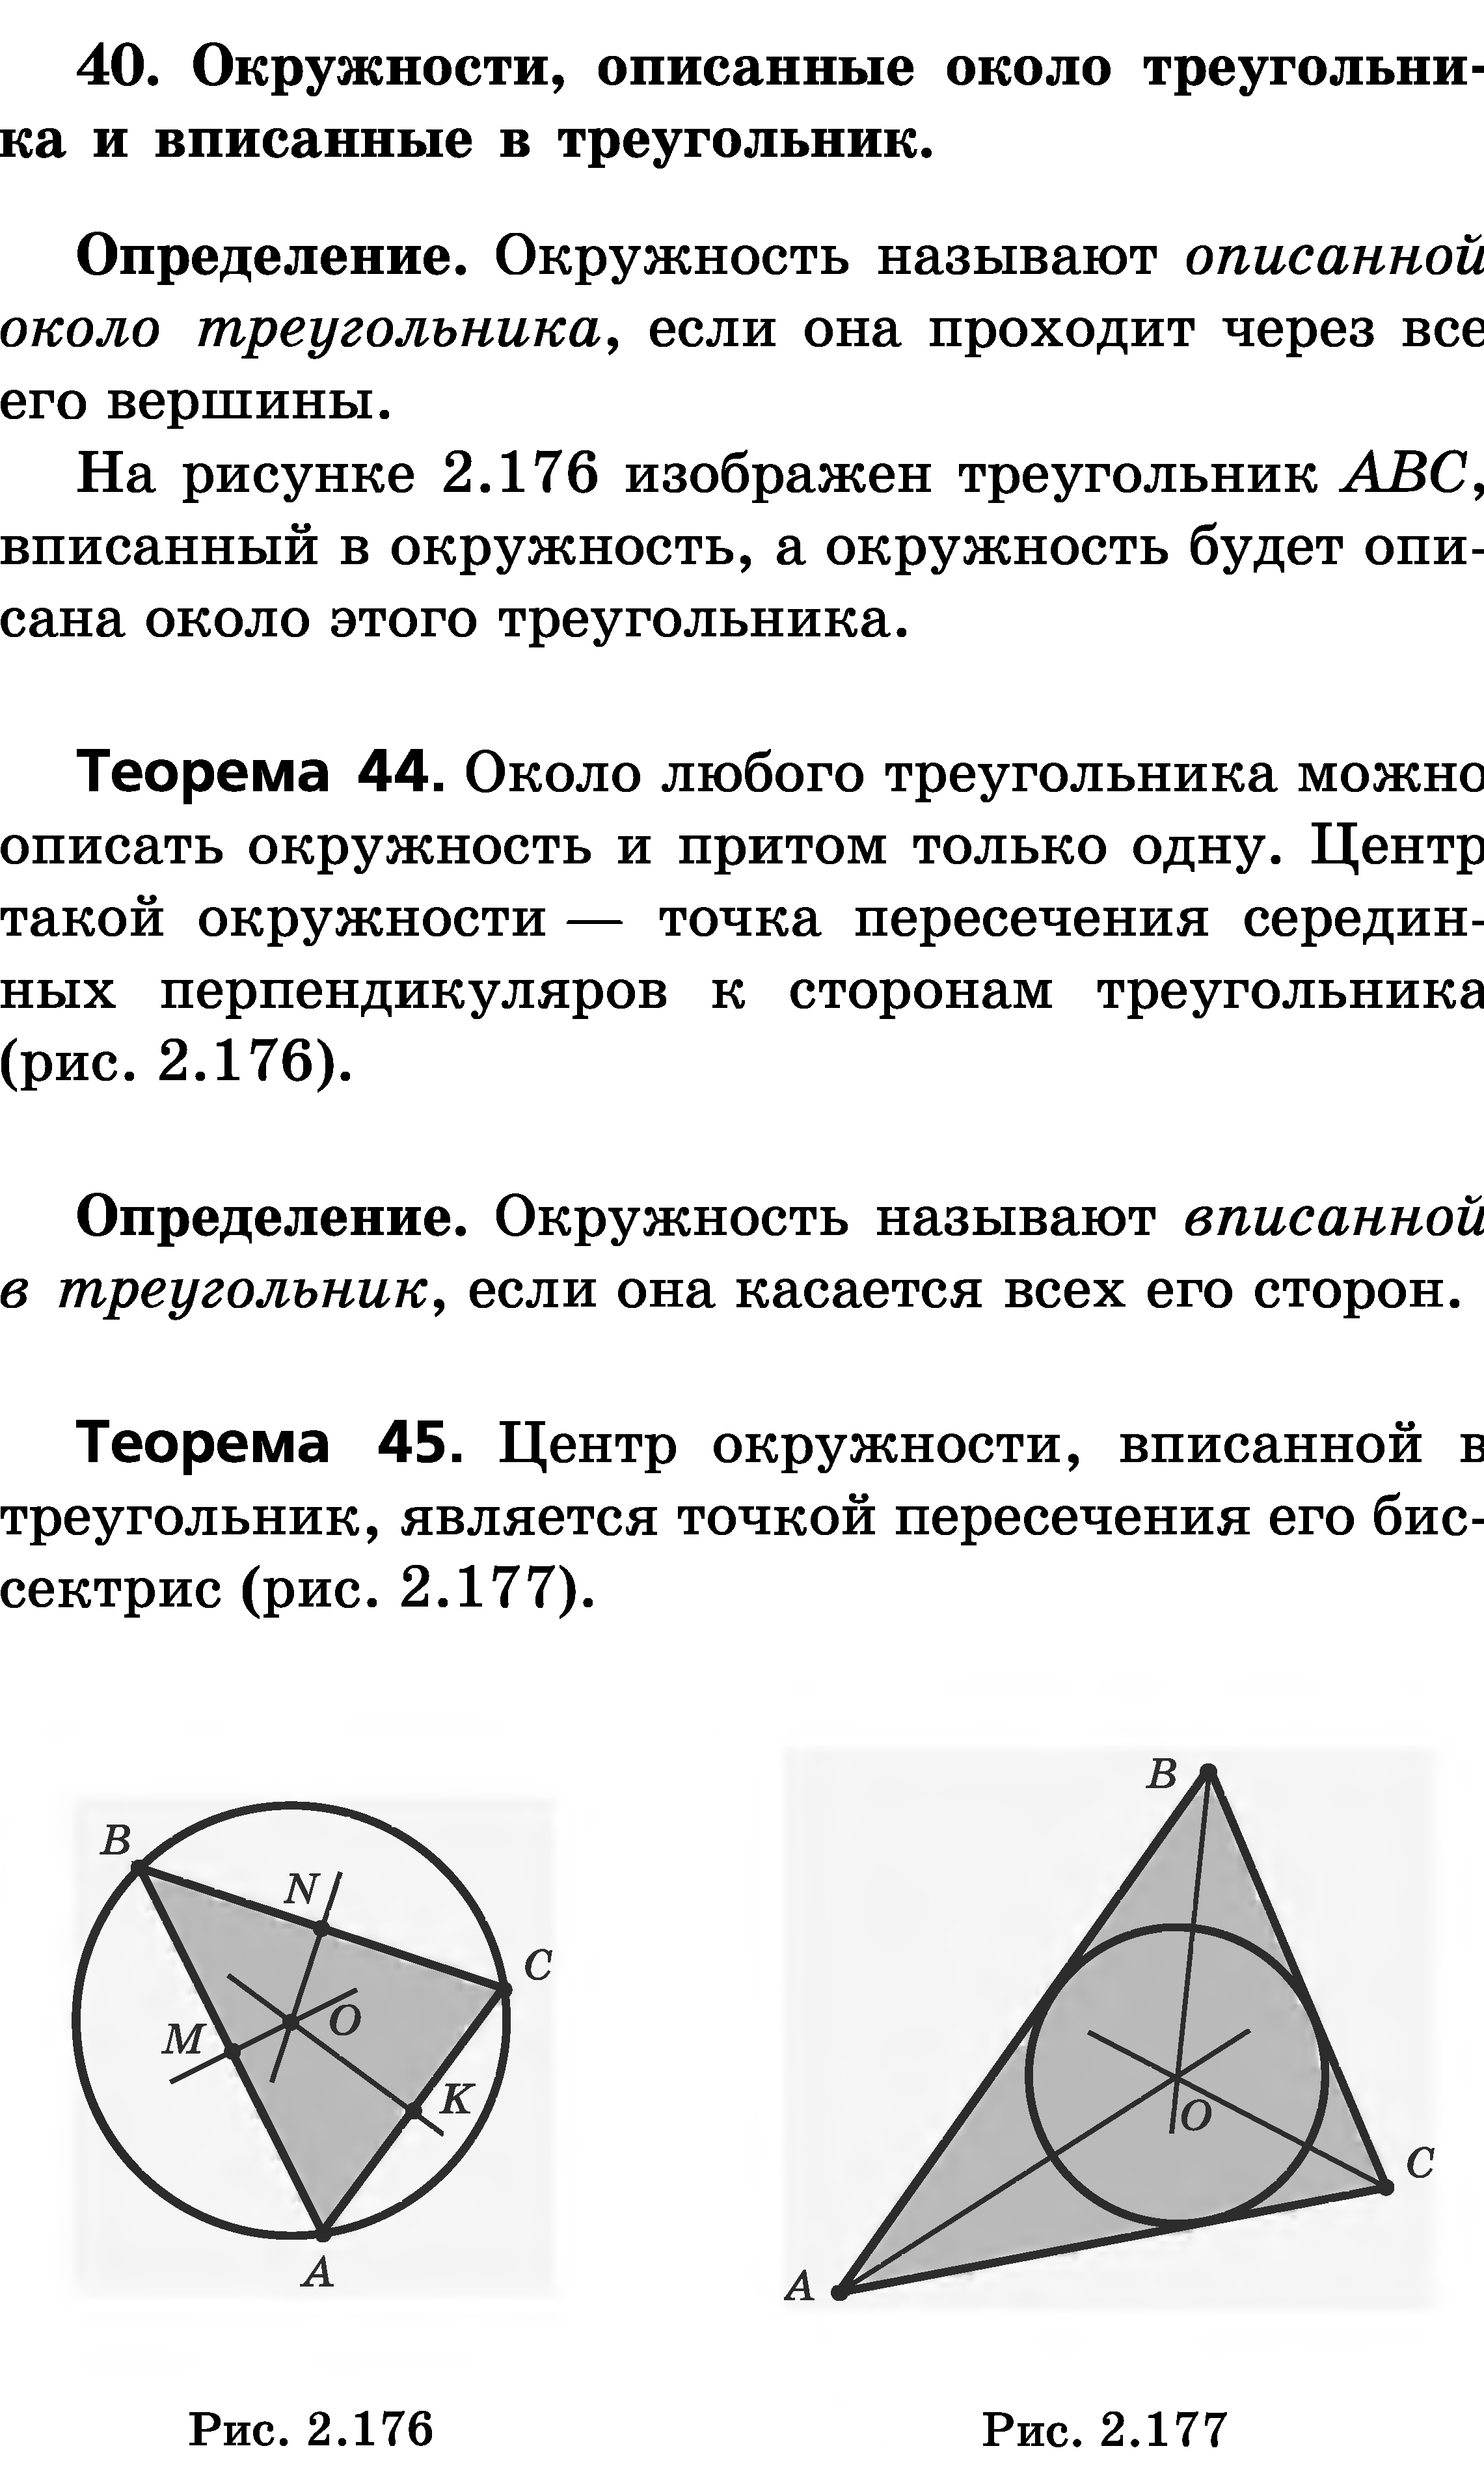 40. Окружности, описанные около треугольни-
ка и вписанные в треугольник.
Определение. Окружность называют описанной
около треугольника, если она проходит через все
его вершины.
На рисунке 2.176 изображен треугольник ABC,
вписанный в окружность, а окружность будет опи-
сана около этого треугольника.
Теорема 44. Около любого треугольника можно
описать окружность и притом только одну. Центр
такой окружности — точка пересечения середин-
ных перпендикуляров к сторонам треугольника
(рис. 2.176).
Определение. Окружность называют вписанной
в треугольник, если она касается всех его сторон.
Теорема 45. Центр окружности, вписанной в
треугольник, является точкой пересечения его бис-
сектрис (рис. 2.177).
B
N
C
M
O
K
A
Рис. 2.176
B
O
C
A
Рис. 2.177